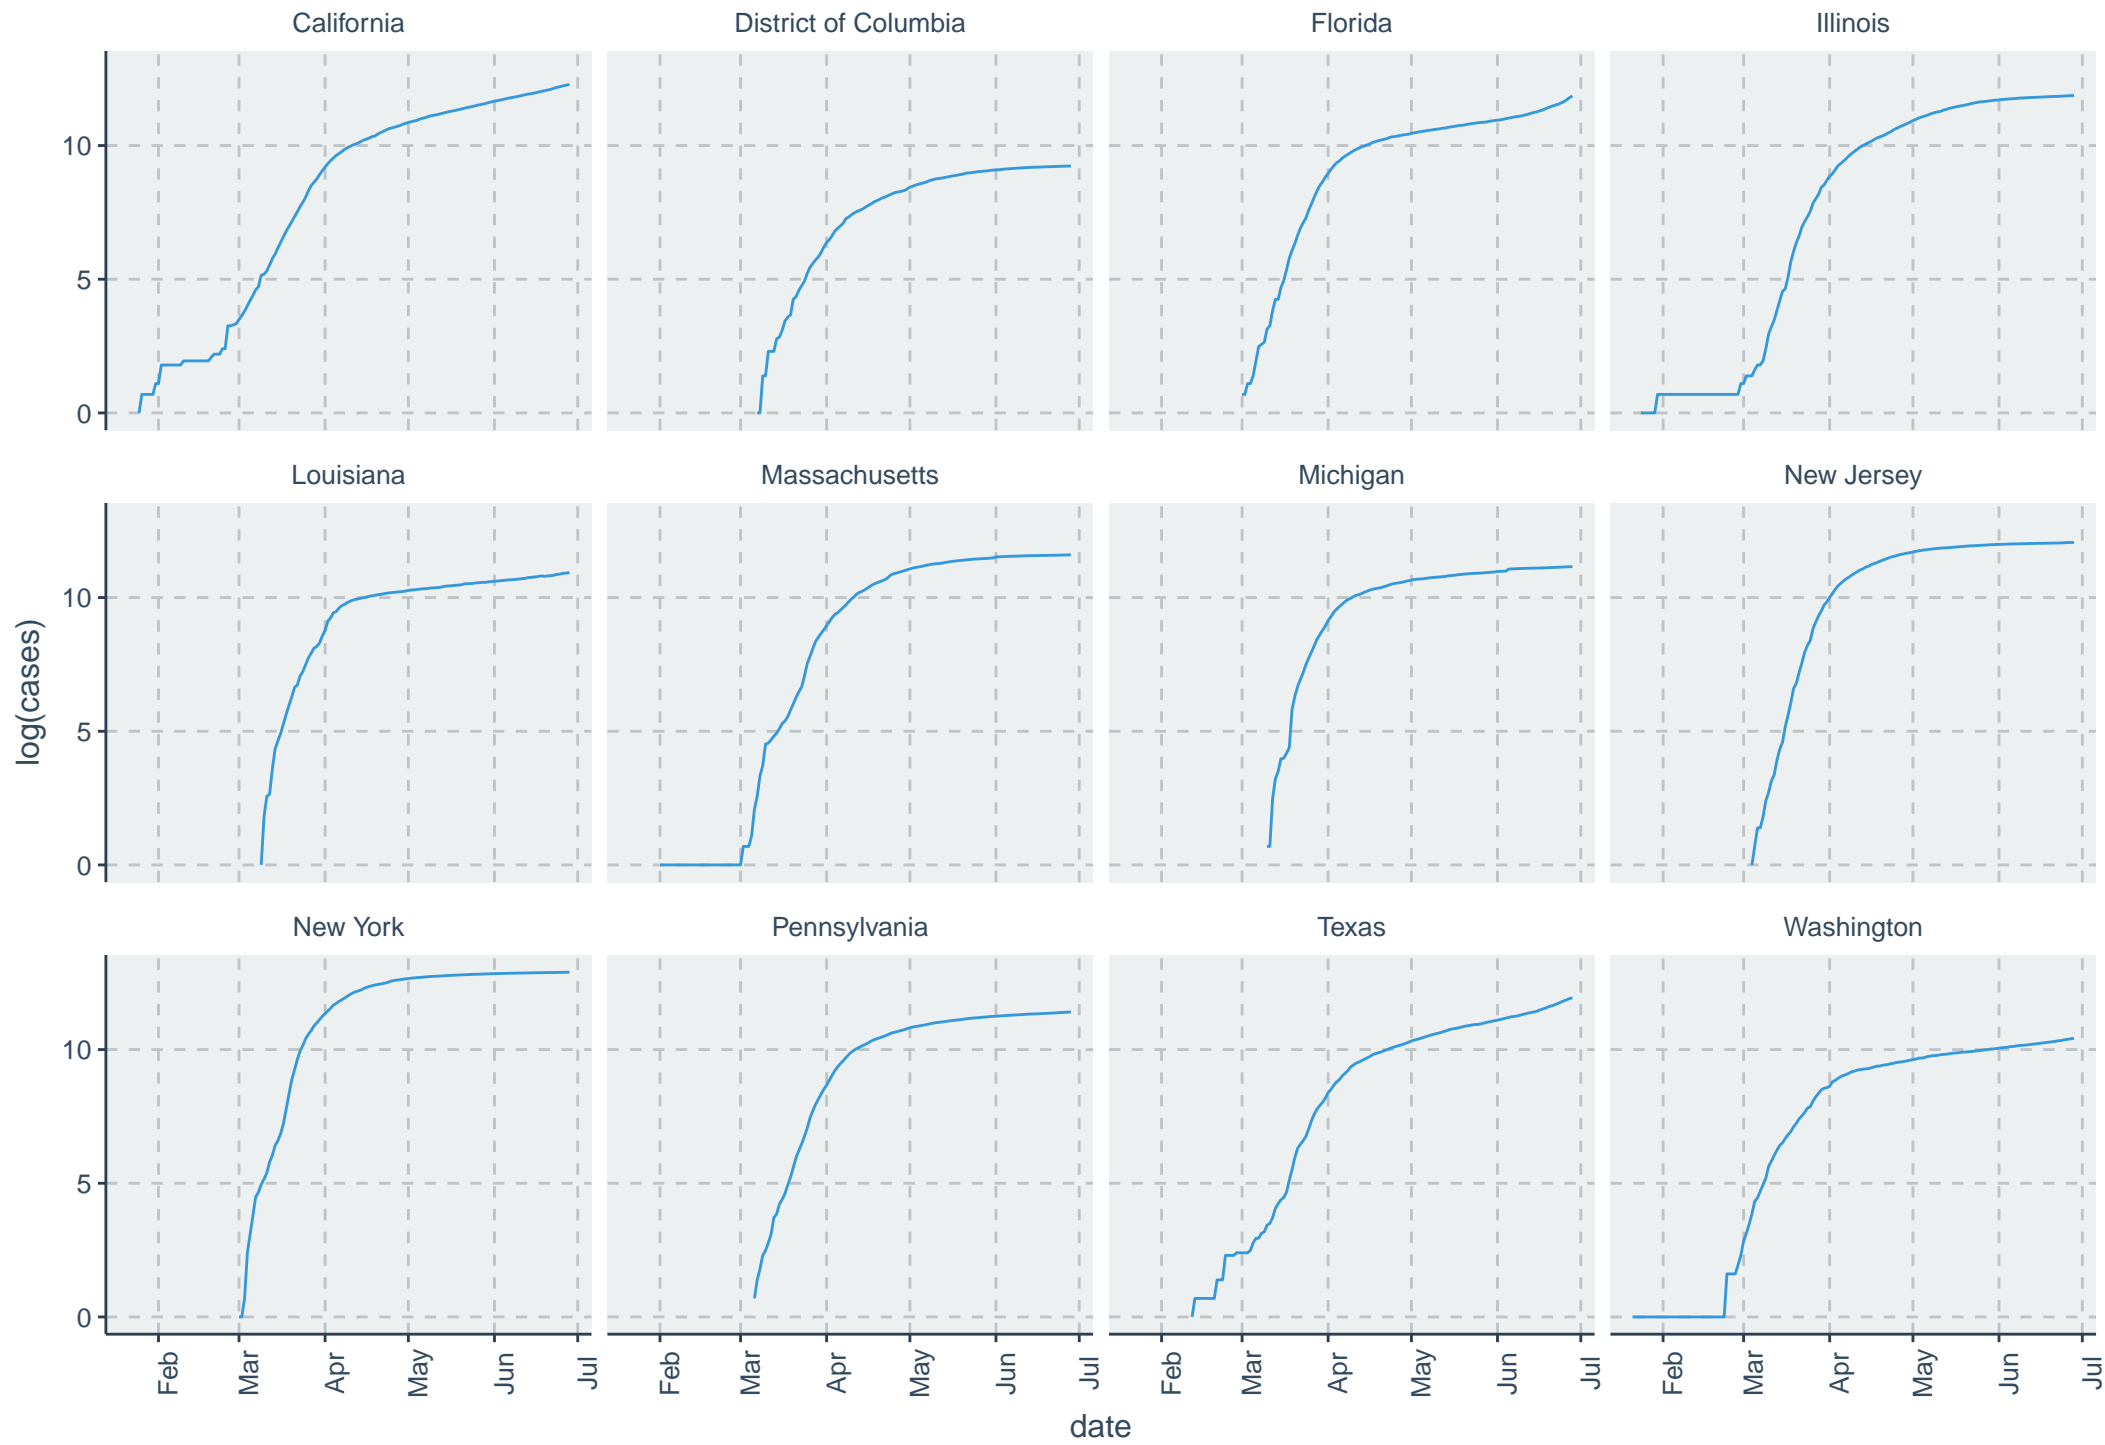 California
District of Columbia
Florida
Illinois
10
5
0
Louisiana
Massachusetts
Michigan
New Jersey
log(cases)
10
5
0
New York
Pennsylvania
Texas
Washington
10
5
0
Feb Mar Apr May Jun Jul
Feb Mar Apr May Jun Jul
Feb Mar Apr May Jun Jul
Feb Mar Apr May Jun Jul
date